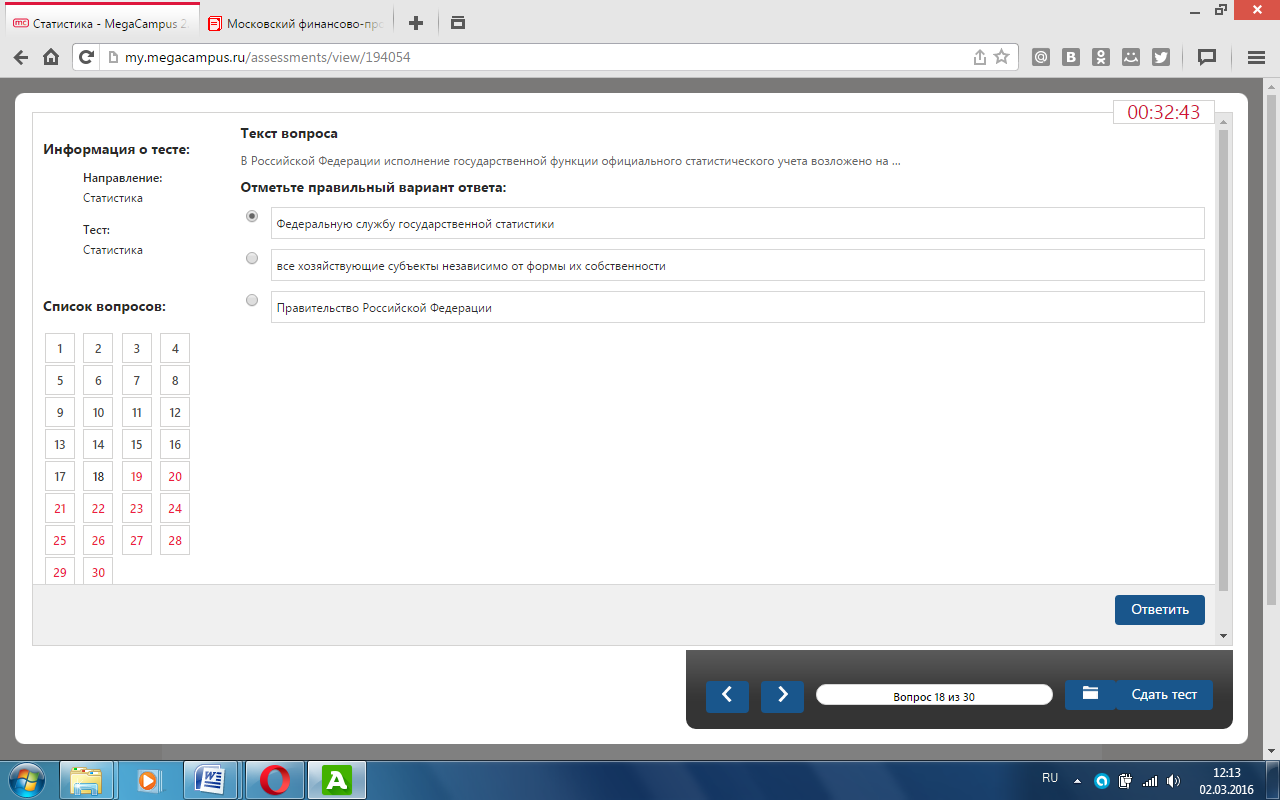 Статистика - MegaCampus 2.
Московский финансово-про
my.megacampus.ru/assessments/view/194054
00:32:43
Информация о тесте:
Направление:
Статистика
Тест:
Статистика
Список вопросов:
1 2 3 4
5 6 7 8
9 10 11 12
13 14 15 16
17 18 19 20
21 22 23 24
25 26 27 28
29 30
Текст вопроса
В Российской Федерации исполнение государственной функции официального статистического учета возложено на ...
Отметьте правильный вариант ответа:
Федеральную службу государственной статистики
все хозяйствующие субъекты независимо от формы их собственности
Правительство Российской Федерации
Ответить
Вопрос 18 из 30
Сдать тест
RU
12:13
02.03.2016